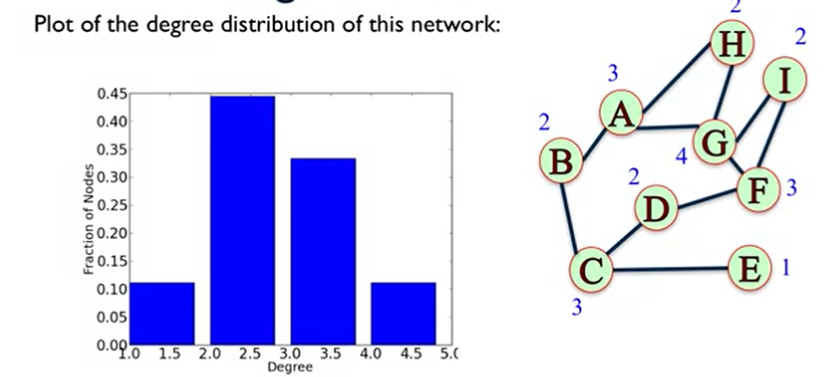 Plot of the degree distribution of this network:
0.45
0.40
0.35
0.30
0.25
0.20
0.15
0.10
0.05
0.00
Fraction of Nodes
1.0 1.5 2.0 2.5 3.0 3.5 4.0 4.5 5.0
Degree
2
H
2
I
3
A
2
B
G
4
2
D
F 3
C
3
E 1